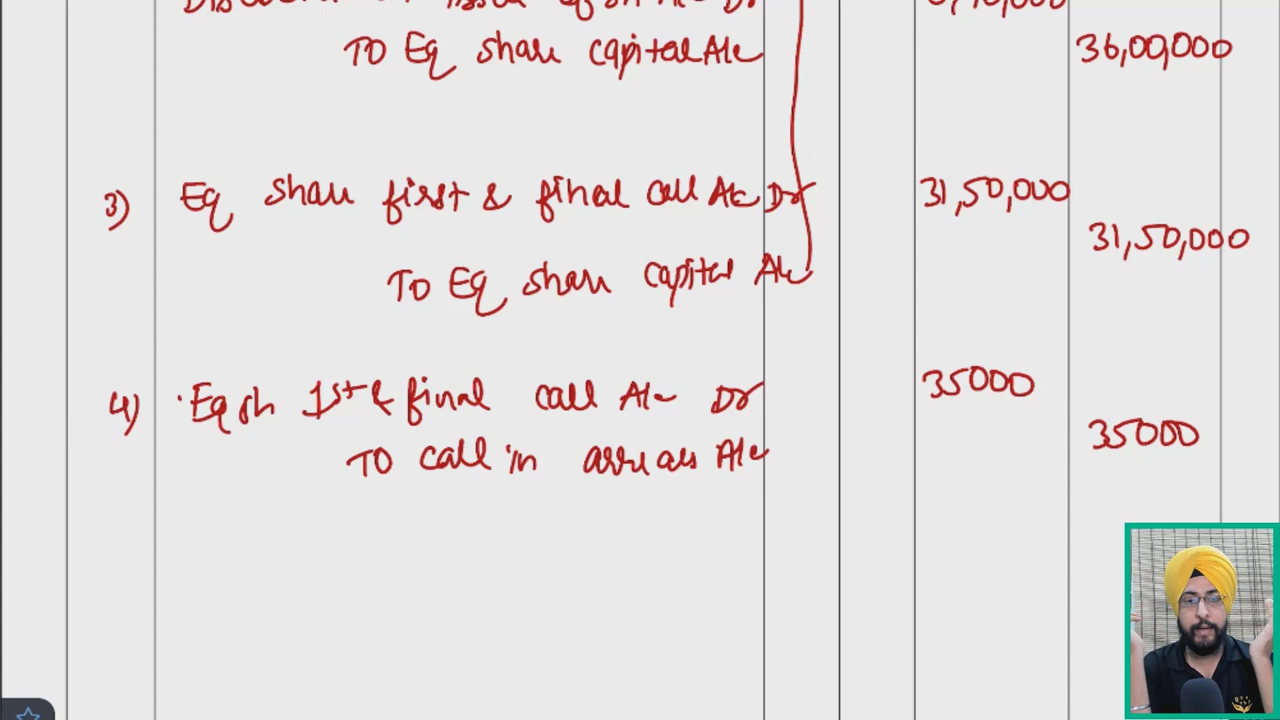 To Eq share capital A/c
36,00,000
3) Eq share first & final call A/c Dr 31,50,000
31,50,000
To Eq share capital A/c
4) Eq sh 1st & final call A/c Dr 35000
35000
To call in arrears A/c